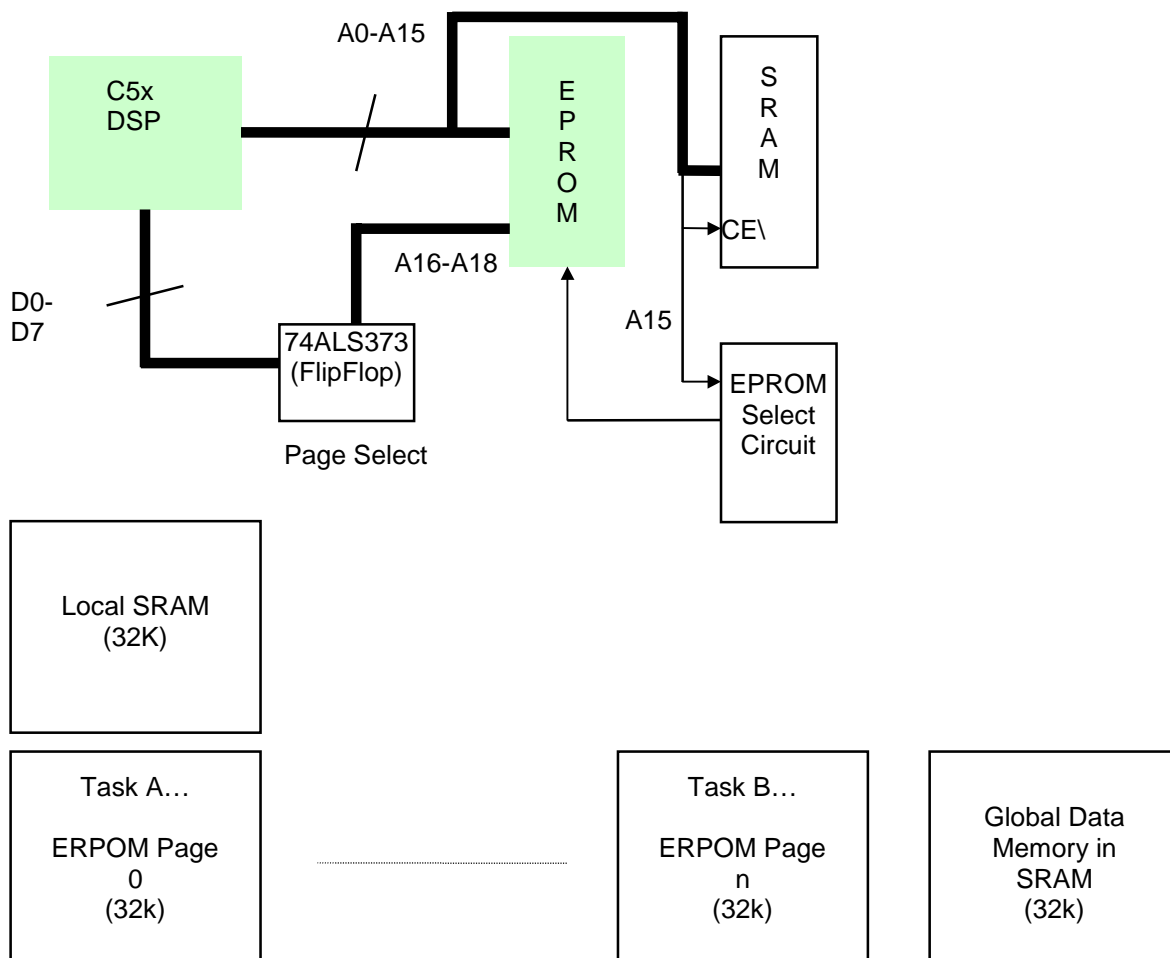 A0-A15
C5x
DSP
E
P
R
O
M
S
R
A
M
CE\
A16-A18
D0-
D7
A15
74ALS373
(FlipFlop)
EPROM
Select
Circuit
Page Select
Local SRAM
(32K)
Task A…
ERPOM Page
0
(32k)
Task B…
ERPOM Page
n
(32k)
Global Data
Memory in
SRAM
(32k)